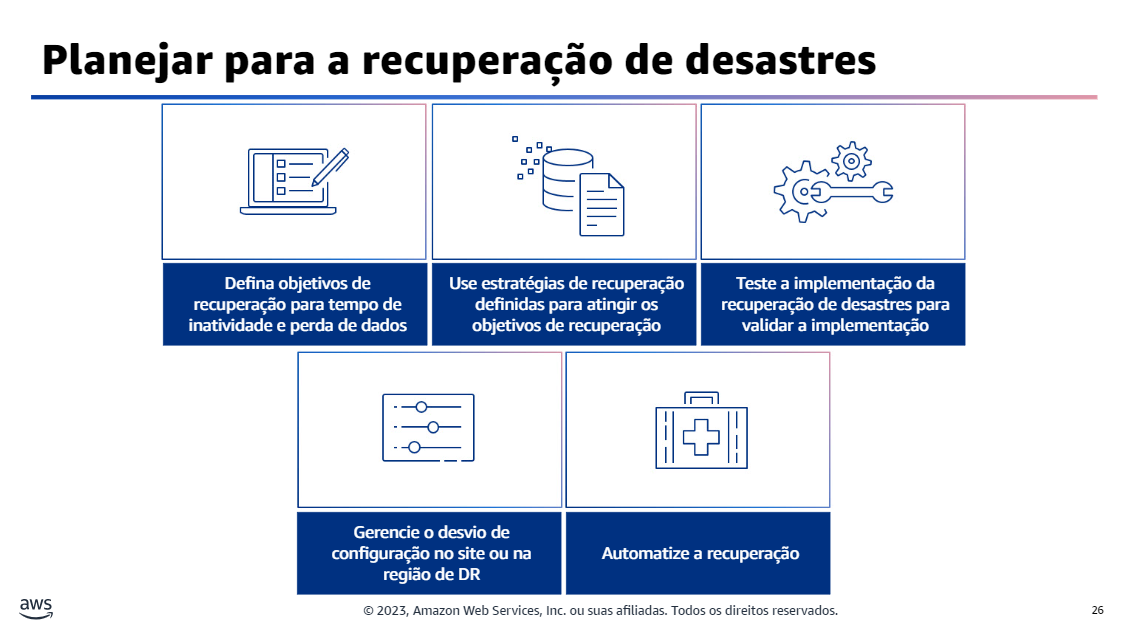 Planejar para a recuperação de desastres
Defina objetivos de
recuperação para tempo de
inatividade e perda de dados
Use estratégias de recuperação
definidas para atingir os
objetivos de recuperação
Teste a implementação da
recuperação de desastres para
validar a implementação
Gerencie o desvio de
configuração no site ou na
região de DR
Automatize a recuperação
aws
© 2023, Amazon Web Services, Inc. ou suas afiliadas. Todos os direitos reservados.
26